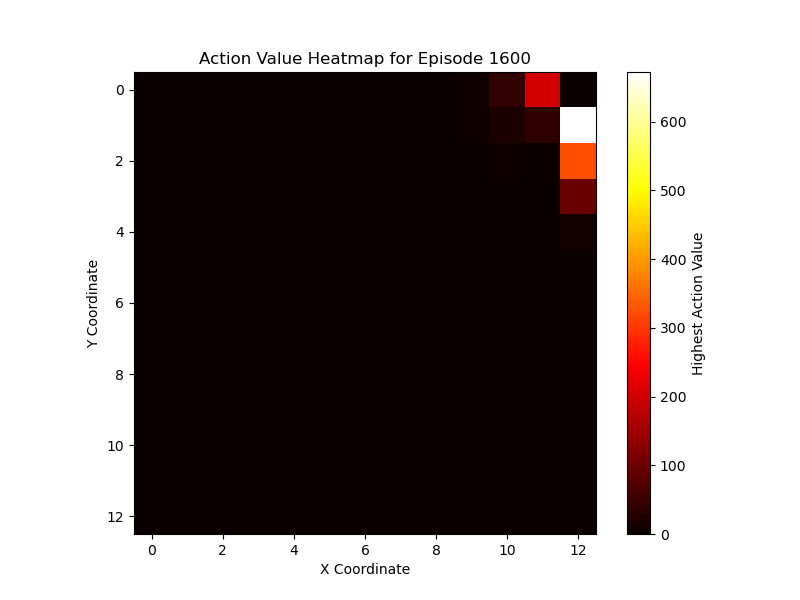 Action Value Heatmap for Episode 1600
0
2
4
6
8
10
12
Y Coordinate
0 2 4 6 8 10 12
X Coordinate
600
500
400
300
200
100
0
Highest Action Value